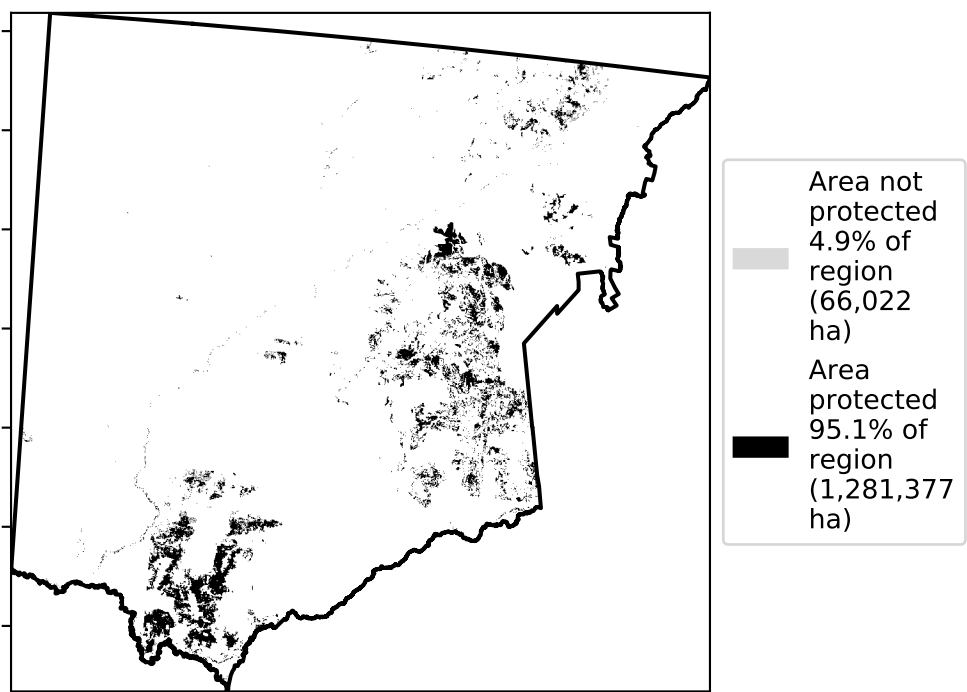 Area not
protected
4.9% of
region
(66,022
ha)
Area
protected
95.1% of
region
(1,281,377
ha)